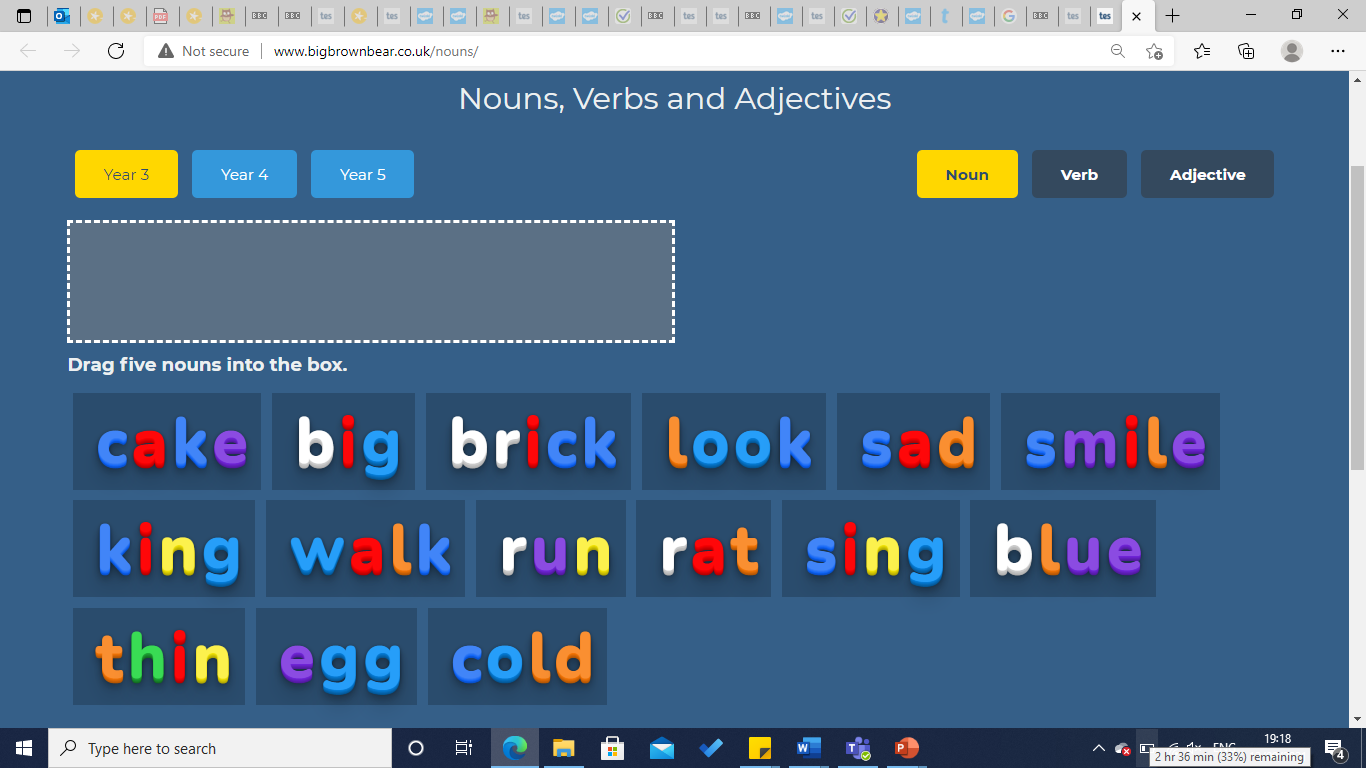 Not secure www.bigbrownbear.co.uk/nouns/
Nouns, Verbs and Adjectives
Year 3 Year 4 Year 5 Noun Verb Adjective
Drag five nouns into the box.
cake big brick look sad smile
king walk run rat sing blue
thin egg cold
Type here to search
19:18
2 hr 36 min (33%) remaining
4